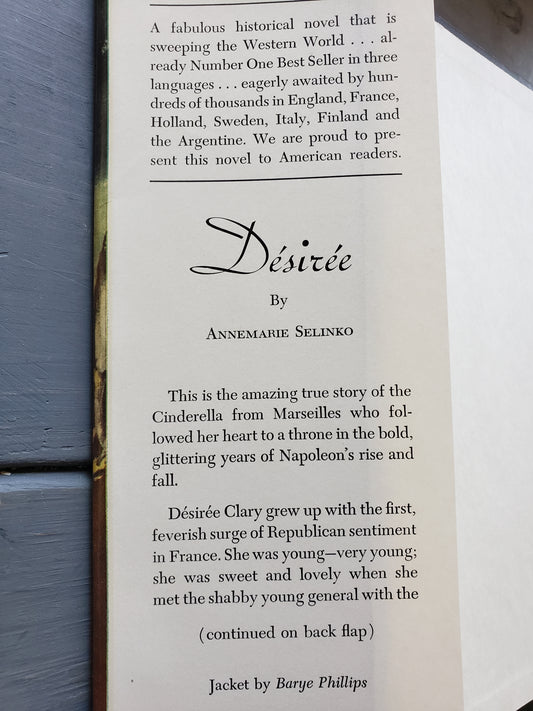 A fabulous historical novel that is
sweeping the Western World . . . al-
ready Number One Best Seller in three
languages . . . eagerly awaited by hun-
dreds of thousands in England, France,
Holland, Sweden, Italy, Finland and
the Argentine. We are proud to pre-
sent this novel to American readers.
Désirée
By
Annemarie Selinko
This is the amazing true story of the
Cinderella from Marseilles who fol-
lowed her heart to a throne in the bold,
glittering years of Napoleon's rise and
fall.
Désirée Clary grew up with the first,
feverish surge of Republican sentiment
in France. She was young—very young;
she was sweet and lovely when she
met the shabby young general with the
(continued on back flap)
Jacket by Barye Phillips